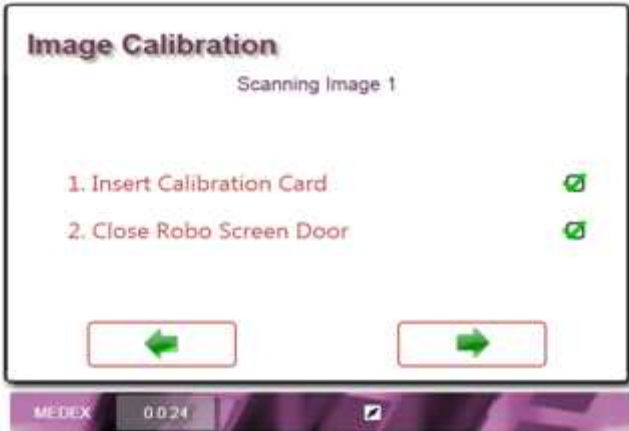 Image Calibration
Scanning Image 1
1. Insert Calibration Card
2. Close Robo Screen Door
MEDEX 0.0.24